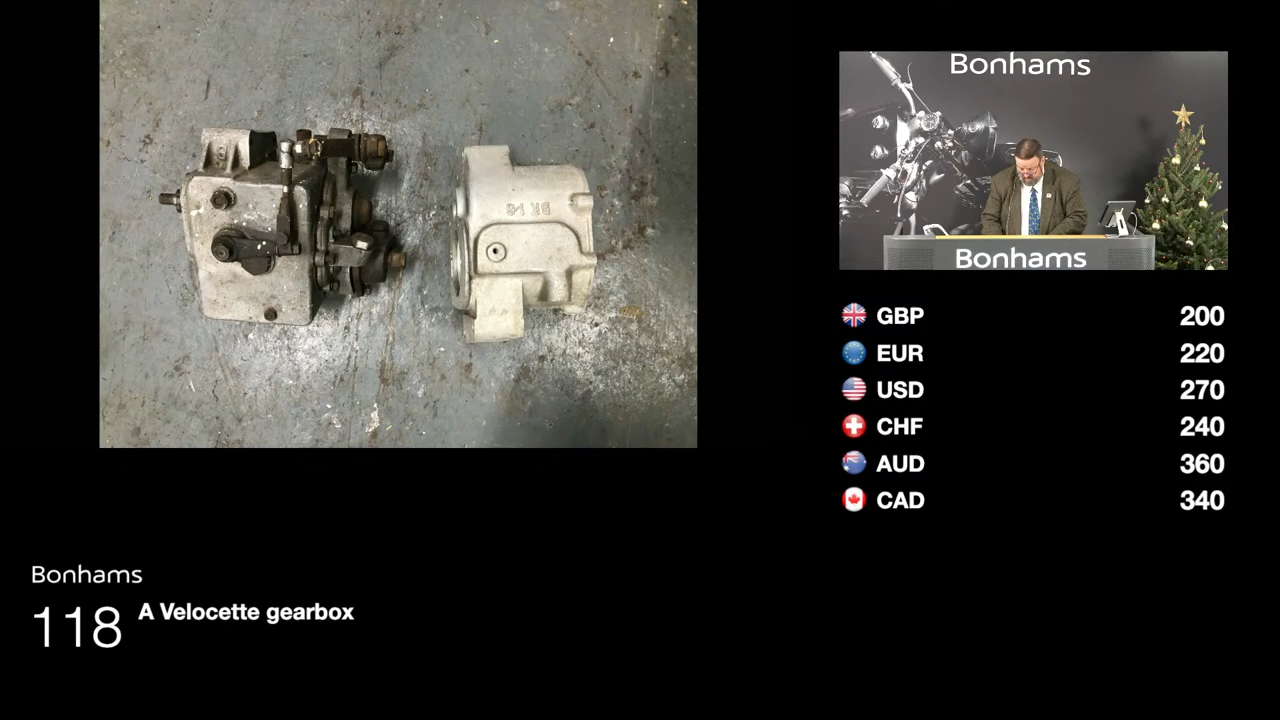 Bonhams
Bonhams
GBP 200
EUR 220
USD 270
CHF 240
AUD 360
CAD 340
Bonhams
118 A Velocette gearbox